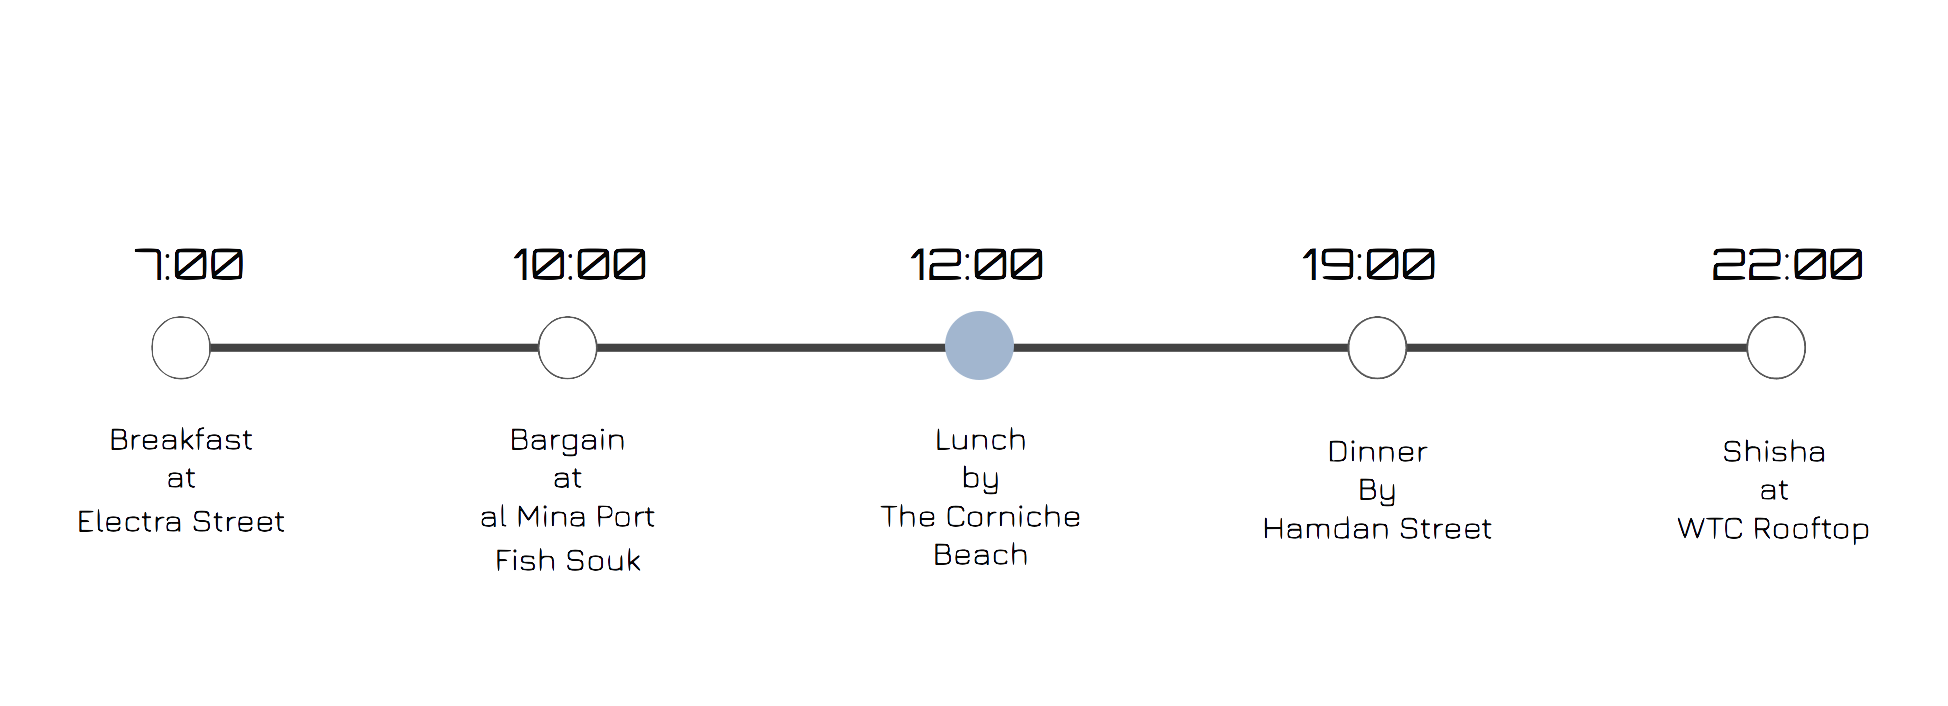 7:00
10:00
12:00
19:00
22:00
Breakfast
at
Electra Street
Bargain
at
al Mina Port
Fish Souk
Lunch
by
The Corniche
Beach
Dinner
By
Hamdan Street
Shisha
at
WTC Rooftop